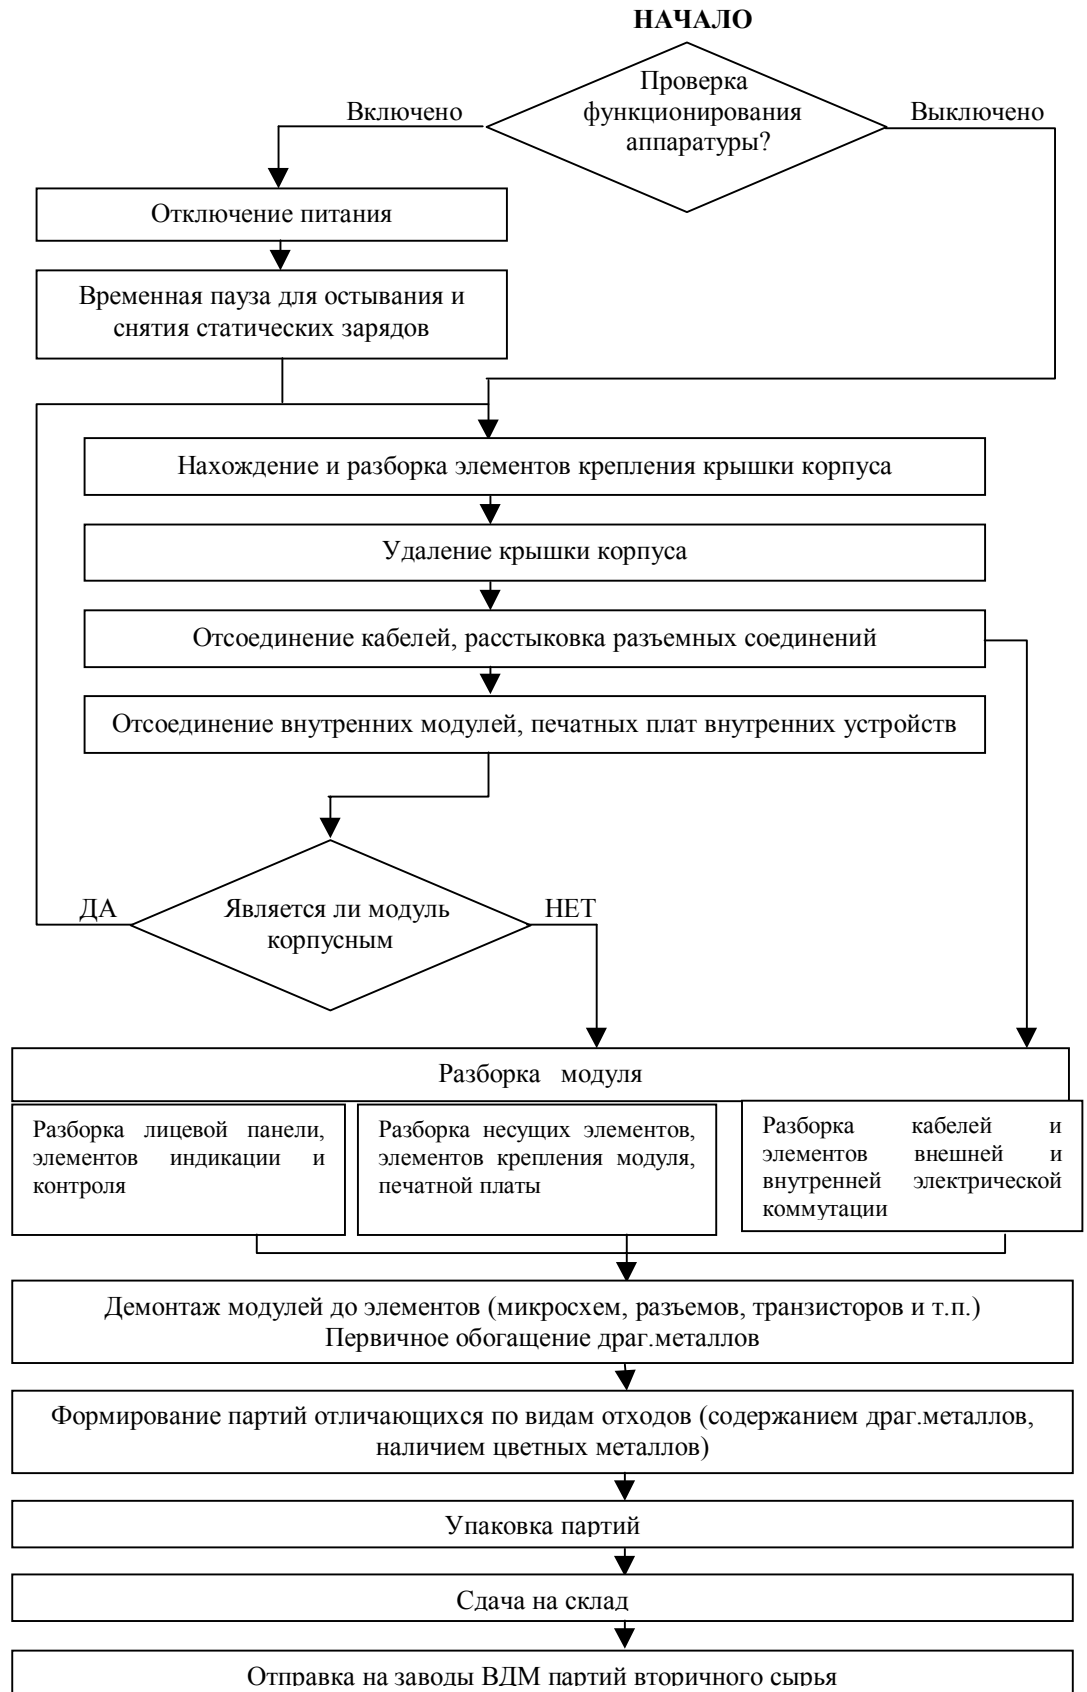 НАЧАЛО
Проверка
функционирования
аппаратуры?
Включено
Выключено
Отключение питания
Временная пауза для остывания и
снятия статических зарядов
Нахождение и разборка элементов крепления крышки корпуса
Удаление крышки корпуса
Отсоединение кабелей, расстыковка разъемных соединений
Отсоединение внутренних модулей, печатных плат внутренних устройств
ДА
Является ли модуль
корпусным
НЕТ
Разборка модуля
Разборка лицевой панели,
элементов индикации и
контроля
Разборка несущих элементов,
элементов крепления модуля,
печатной платы
Разборка кабелей и
элементов внешней и
внутренней электрической
коммутации
Демонтаж модулей до элементов (микросхем, разъемов, транзисторов и т.п.)
Первичное обогащение драг.металлов
Формирование партий отличающихся по видам отходов (содержанием драг.металлов,
наличием цветных металлов)
Упаковка партий
Сдача на склад
Отправка на заводы ВДМ партий вторичного сырья